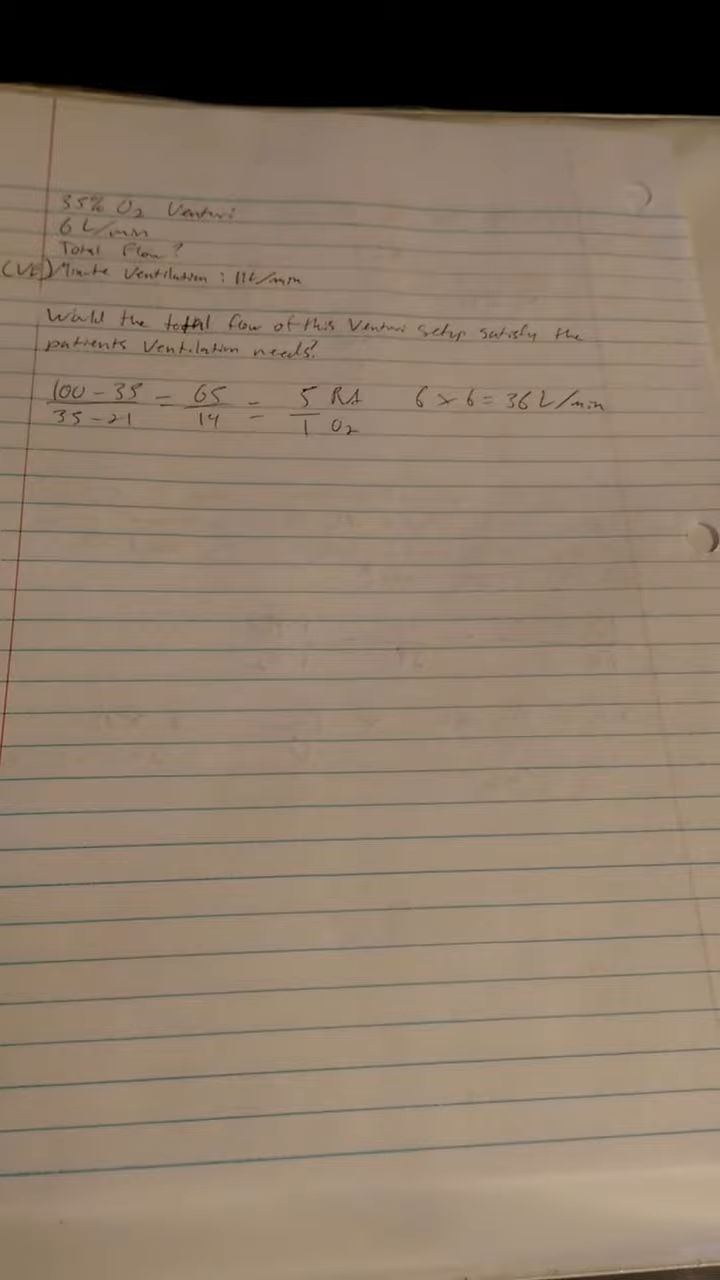 35% O2 Venturi
6 L/min
Total Flow?
(VE) Minute Ventilation: 11L/min
Would the total flow of this Venturi setup satisfy the
patients Ventilation needs?
100 - 35 = 65 = 5 RA 6 x 6 = 36 L/min
35 - 21 14 1 O2